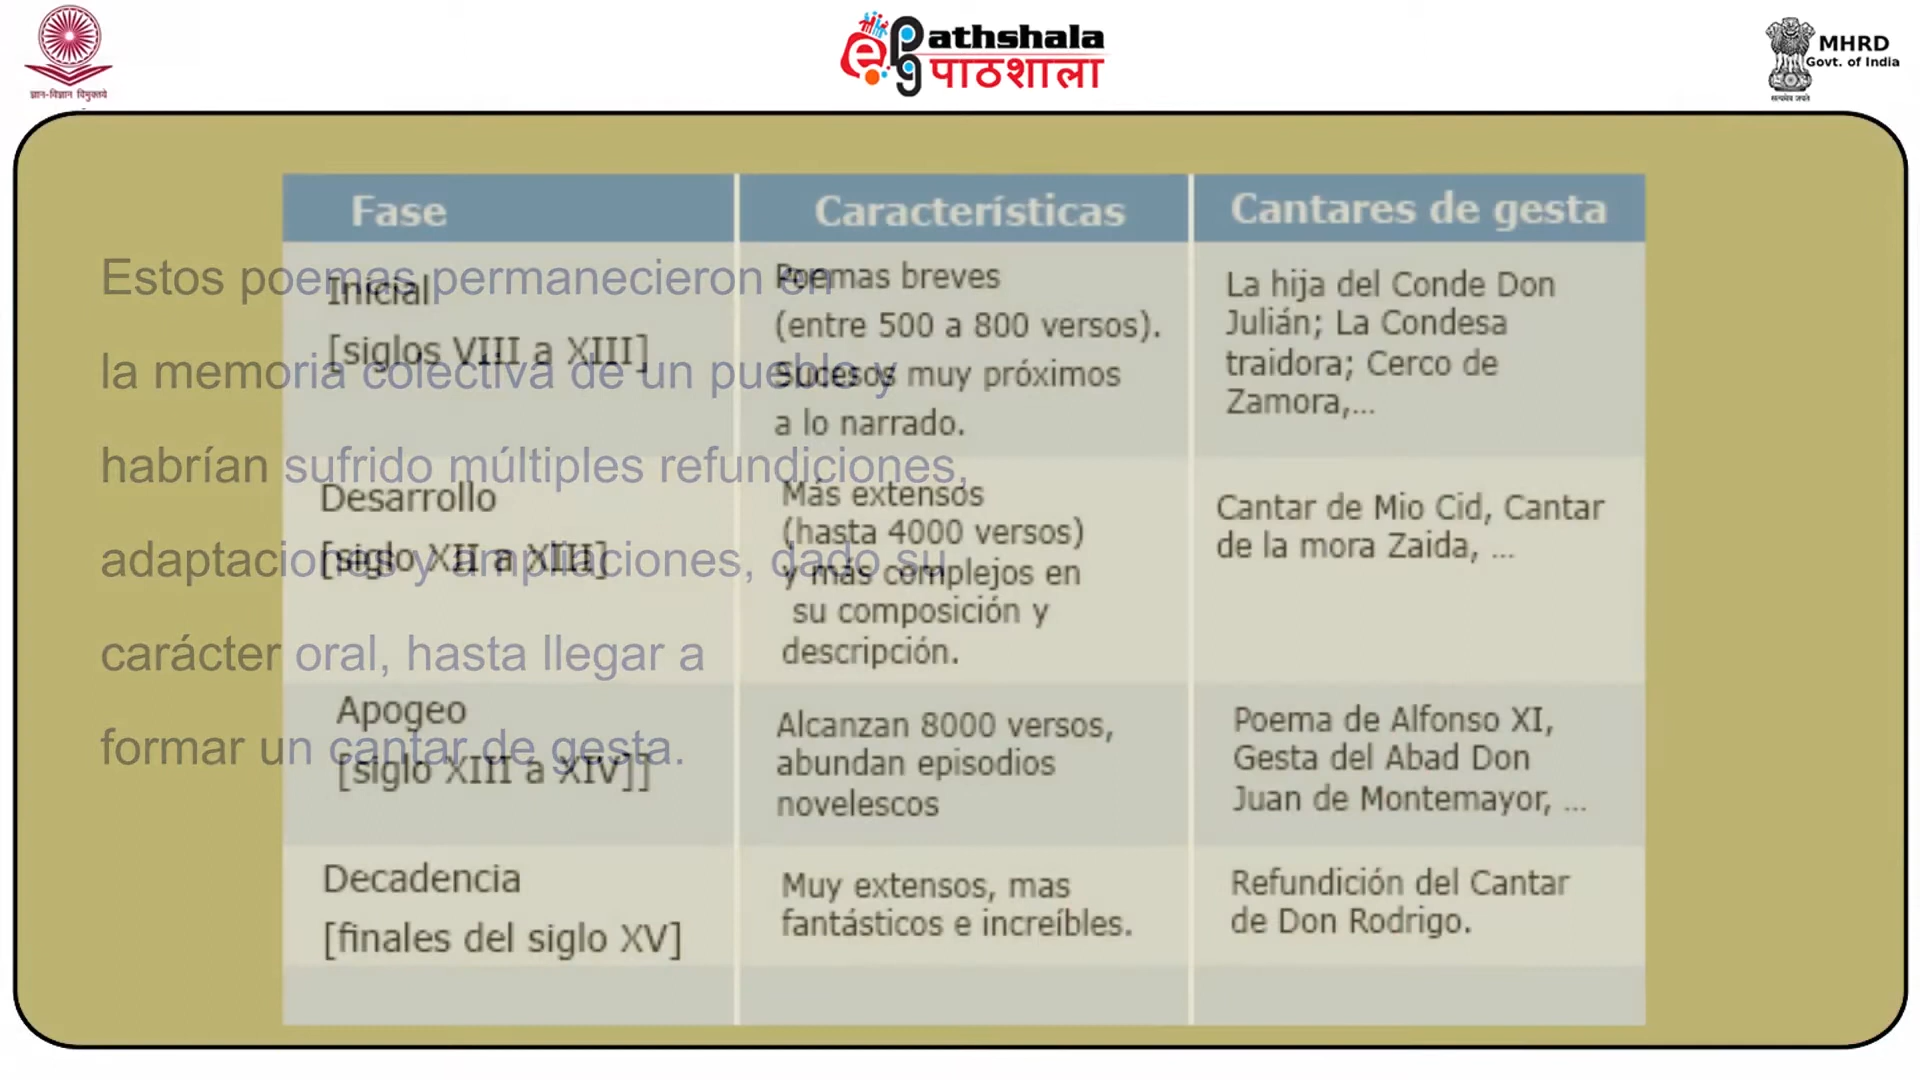 ज्ञान-विज्ञान विमुक्तये
ePathshala
पाठशाला
MHRD
Govt. of India
सत्यमेव जयते
Estos poemas permanecieron en
la memoria colectiva de un pueblo y
habrían sufrido múltiples refundiciones,
adaptaciones y ampliaciones, dado su
carácter oral, hasta llegar a
formar un cantar de gesta.
Fase
Características
Cantares de gesta
Inicial
[siglos VIII a XIII]
Poemas breves
(entre 500 a 800 versos).
Sucesos muy próximos
a lo narrado.
La hija del Conde Don
Julián; La Condesa
traidora; Cerco de
Zamora,...
Desarrollo
[siglo XII a XIII]
Más extensos
(hasta 4000 versos)
y más complejos en
su composición y
descripción.
Cantar de Mio Cid, Cantar
de la mora Zaida, ...
Apogeo
[siglo XIII a XIV]]
Alcanzan 8000 versos,
abundan episodios
novelescos
Poema de Alfonso XI,
Gesta del Abad Don
Juan de Montemayor, ...
Decadencia
[finales del siglo XV]
Muy extensos, mas
fantásticos e increíbles.
Refundición del Cantar
de Don Rodrigo.